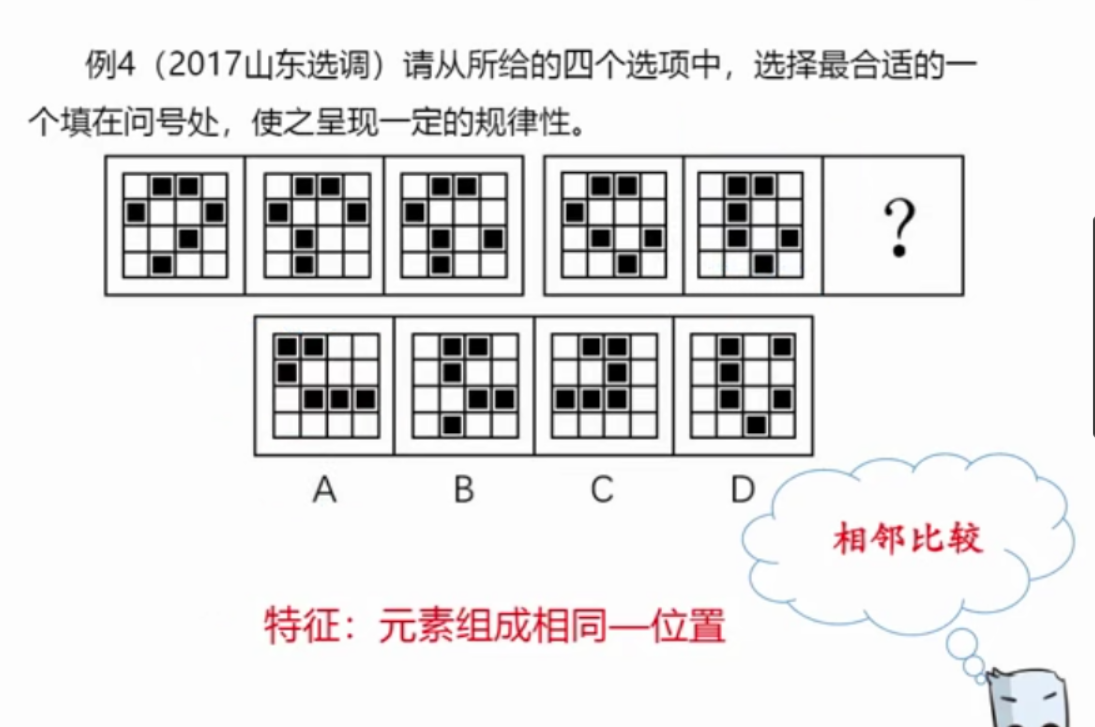 例4（2017山东选调）请从所给的四个选项中，选择最合适的一
个填在问号处，使之呈现一定的规律性。
?
A B C D
相邻比较
特征：元素组成相同—位置